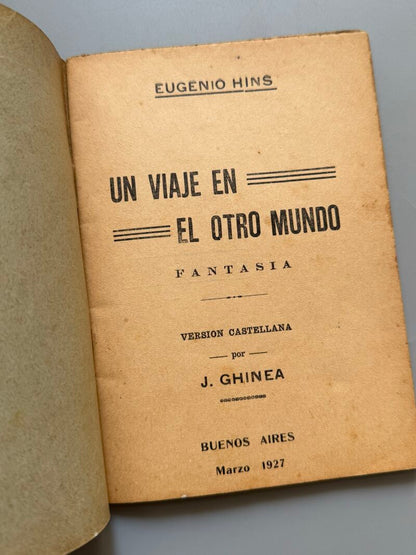 EUGENIO HINS
UN VIAJE EN
EL OTRO MUNDO
FANTASIA
VERSION CASTELLANA
— por —
J. GHINEA
BUENOS AIRES
Marzo 1927